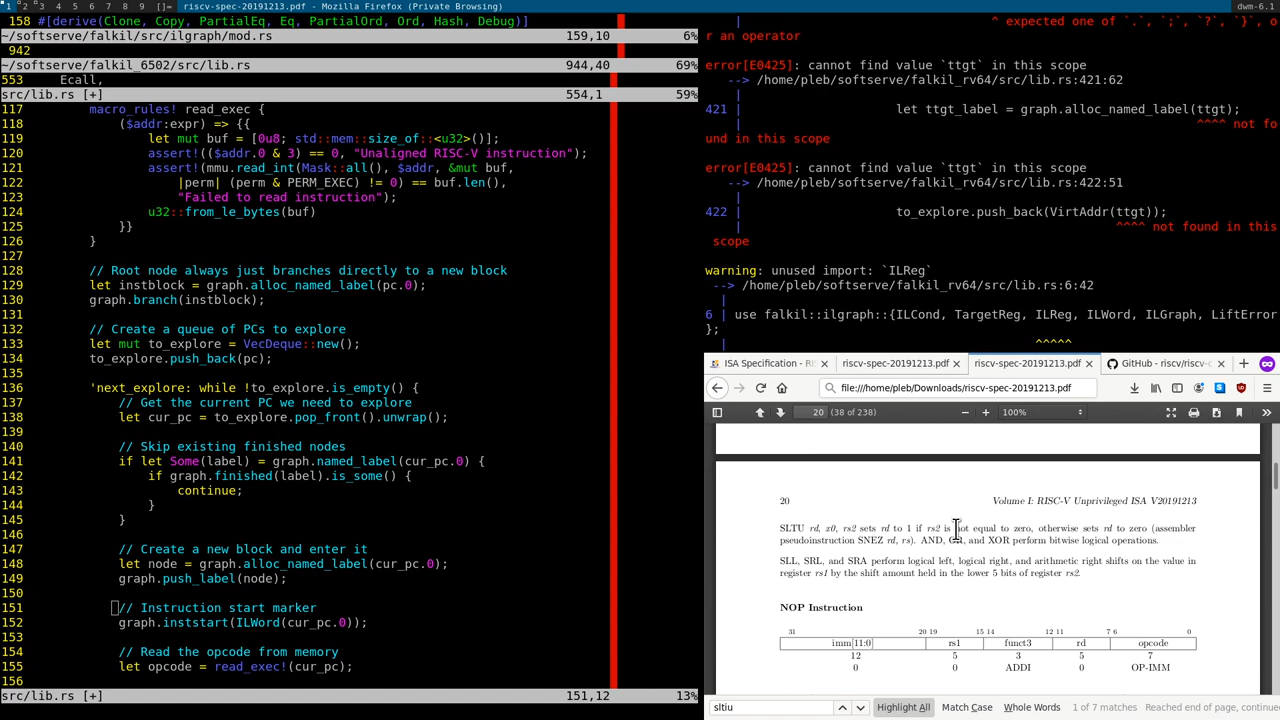 1 2 3 4 5 6 7 8 9 []= riscv-spec-20191213.pdf - Mozilla Firefox (Private Browsing) dwm-6.1
158 #[derive(Clone, Copy, PartialEq, Eq, PartialOrd, Ord, Hash, Debug)]
~/softserve/falkil/src/ilgraph/mod.rs 159,10 6%
942
~/softserve/falkil_6502/src/lib.rs 944,40 69%
553 Ecall,
src/lib.rs [+] 554,1 59%
117 macro_rules! read_exec {
118 ($addr:expr) => {{
119 let mut buf = [0u8; std::mem::size_of::<u32>()];
120 assert!(($addr.0 & 3) == 0, "Unaligned RISC-V instruction");
121 assert!(mmu.read_int(Mask::all(), $addr, &mut buf,
122 |perm| (perm & PERM_EXEC) != 0) == buf.len(),
123 "Failed to read instruction");
124 u32::from_le_bytes(buf)
125 }}
126 }
127
128 // Root node always just branches directly to a new block
129 let instblock = graph.alloc_named_label(pc.0);
130 graph.branch(instblock);
131
132 // Create a queue of PCs to explore
133 let mut to_explore = VecDeque::new();
134 to_explore.push_back(pc);
135
136 'next_explore: while !to_explore.is_empty() {
137 // Get the current PC we need to explore
138 let cur_pc = to_explore.pop_front().unwrap();
139
140 // Skip existing finished nodes
141 if let Some(label) = graph.named_label(cur_pc.0) {
142 if graph.finished(label).is_some() {
143 continue;
144 }
145 }
146
147 // Create a new block and enter it
148 let node = graph.alloc_named_label(cur_pc.0);
149 graph.push_label(node);
150
151 // Instruction start marker
152 graph.inststart(ILWord(cur_pc.0));
153
154 // Read the opcode from memory
155 let opcode = read_exec!(cur_pc);
156
src/lib.rs [+] 151,12 13%
| ^ expected one of `.`, `;`, `?`, `}`, o
r an operator
error[E0425]: cannot find value `ttgt` in this scope
--> /home/pleb/softserve/falkil_rv64/src/lib.rs:421:62
|
421 | let ttgt_label = graph.alloc_named_label(ttgt);
| ^^^^ not fo
und in this scope
error[E0425]: cannot find value `ttgt` in this scope
--> /home/pleb/softserve/falkil_rv64/src/lib.rs:422:51
|
422 | to_explore.push_back(VirtAddr(ttgt));
| ^^^^ not found in this
scope
warning: unused import: `ILReg`
--> /home/pleb/softserve/falkil_rv64/src/lib.rs:6:42
|
6 | use falkil::ilgraph::{ILCond, TargetReg, ILReg, ILWord, ILGraph, LiftError
};
| ^^^^^
ISA Specification - RI riscv-spec-20191213.pdf riscv-spec-20191213.pdf GitHub - riscv/riscv-c
file:///home/pleb/Downloads/riscv-spec-20191213.pdf
20 (38 of 238) 100%
20 Volume I: RISC-V Unprivileged ISA V20191213
SLTU rd, x0, rs2 sets rd to 1 if rs2 is not equal to zero, otherwise sets rd to zero (assembler
pseudoinstruction SNEZ rd, rs). AND, OR, and XOR perform bitwise logical operations.
SLL, SRL, and SRA perform logical left, logical right, and arithmetic right shifts on the value in
register rs1 by the shift amount held in the lower 5 bits of register rs2.
NOP Instruction
31 20 19 15 14 12 11 7 6 0
imm[11:0] rs1 funct3 rd opcode
12 5 3 5 7
0 0 ADDI 0 OP-IMM
sltiu Highlight All Match Case Whole Words 1 of 7 matches Reached end of page, continue